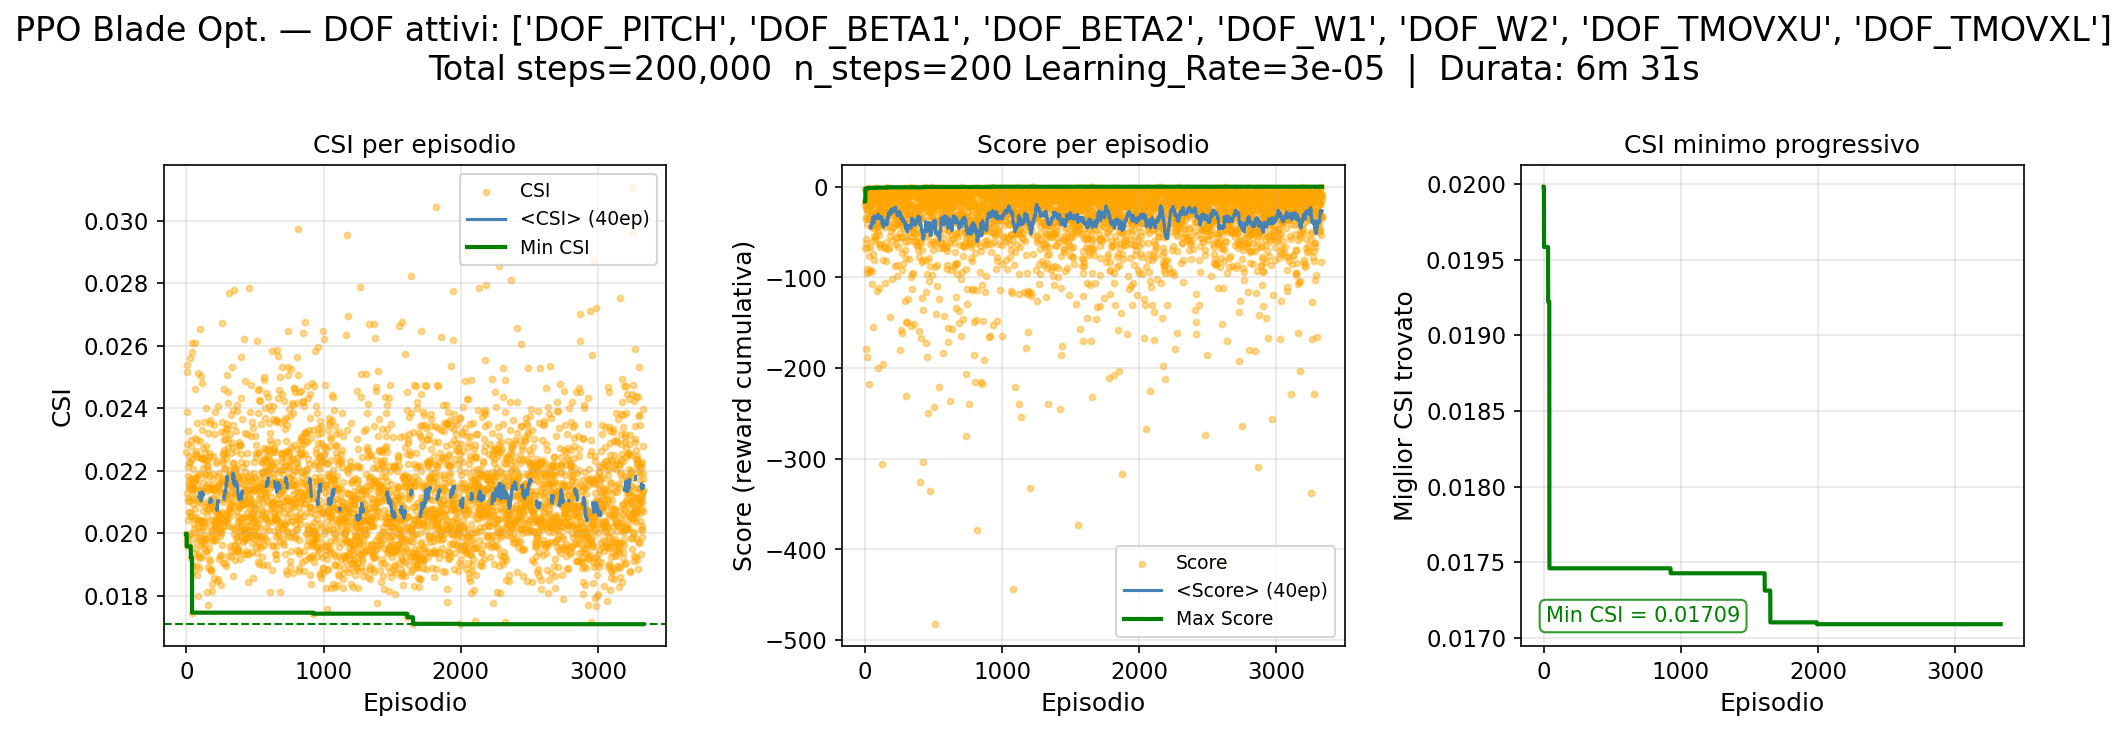 PPO Blade Opt. — DOF attivi: ['DOF_PITCH', 'DOF_BETA1', 'DOF_BETA2', 'DOF_W1', 'DOF_W2', 'DOF_TMOVXU', 'DOF_TMOVXL']
Total steps=200,000  n_steps=200 Learning_Rate=3e-05  |  Durata: 6m 31s
CSI per episodio
CSI
0.030
0.028
0.026
0.024
0.022
0.020
0.018
0
1000
2000
3000
Episodio
CSI
<CSI> (40ep)
Min CSI
Score per episodio
Score (reward cumulativa)
0
−100
−200
−300
−400
−500
0
1000
2000
3000
Episodio
Score
<Score> (40ep)
Max Score
CSI minimo progressivo
Miglior CSI trovato
0.0200
0.0195
0.0190
0.0185
0.0180
0.0175
0.0170
0
1000
2000
3000
Episodio
Min CSI = 0.01709